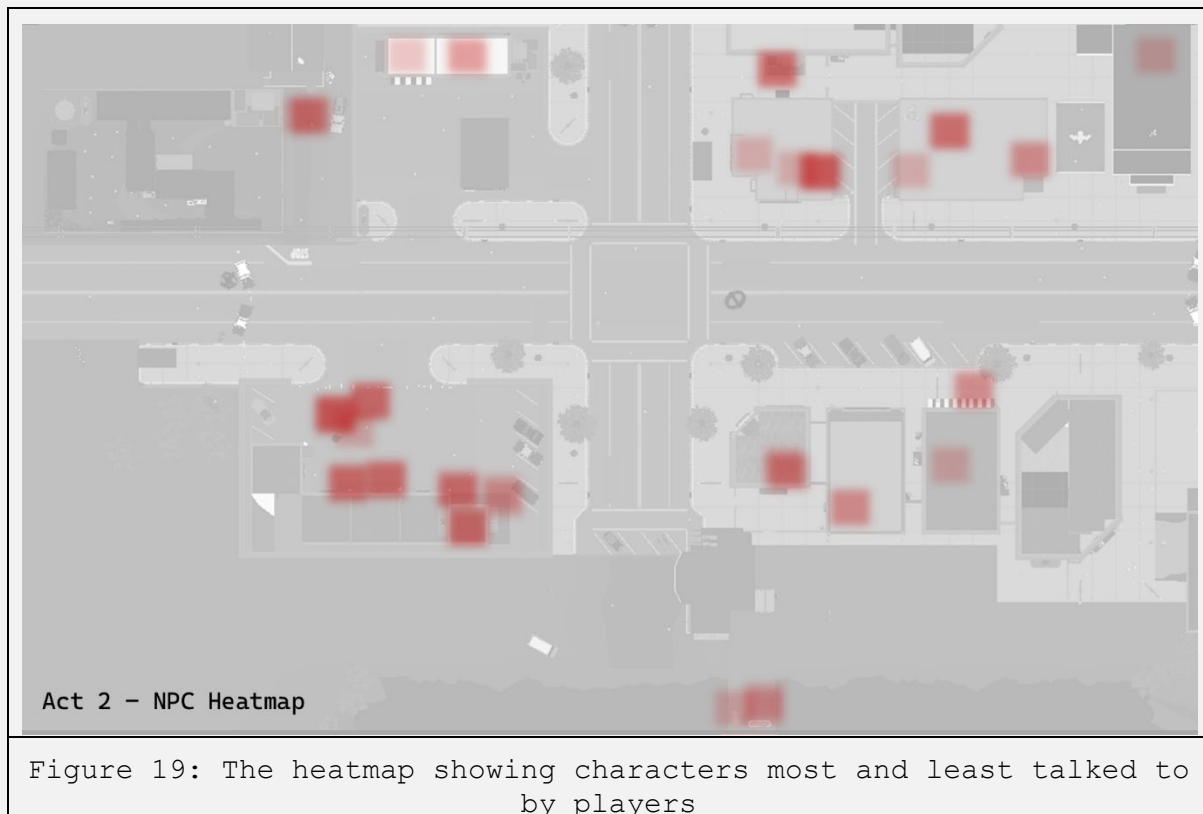 Act 2 — NPC Heatmap
Figure 19: The heatmap showing characters most and least talked to
by players